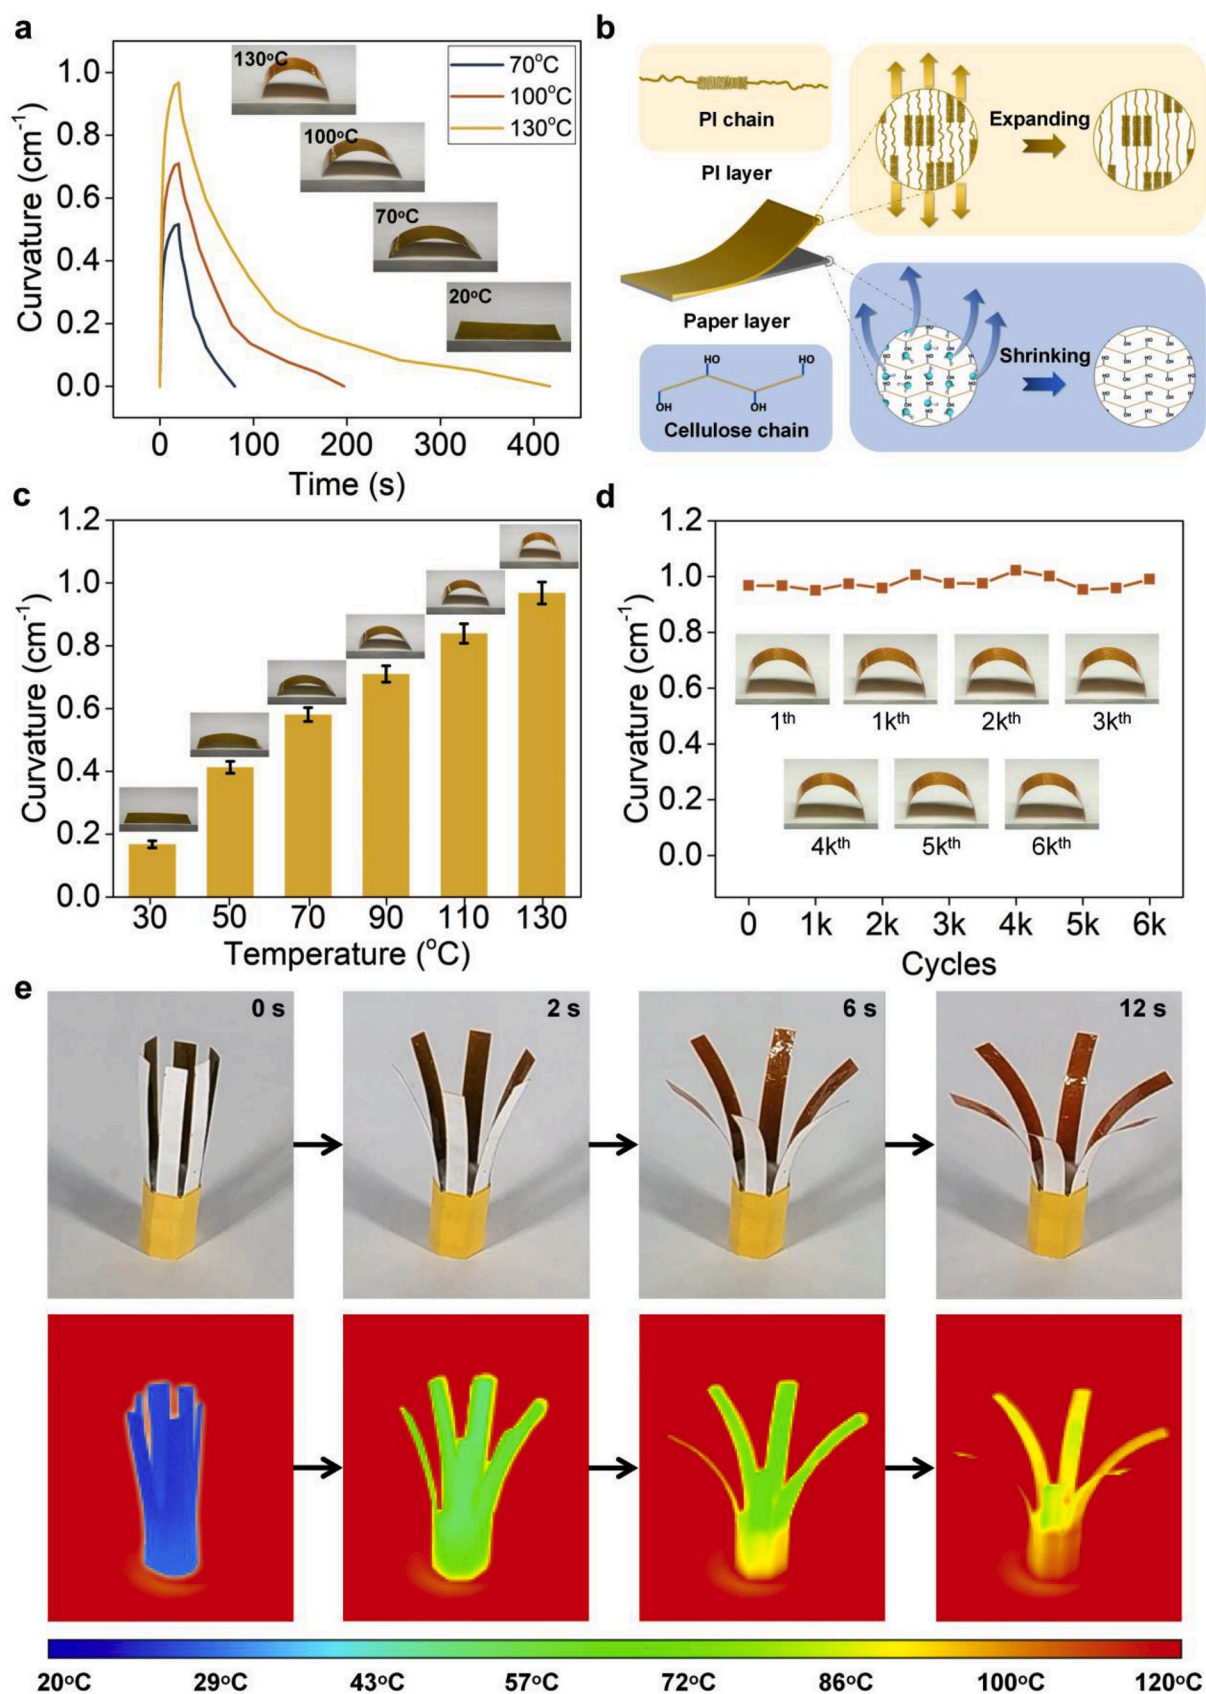 a
1.0
0.8
0.6
0.4
0.2
0.0
Curvature (cm⁻¹)
0
100
200
300
400
Time (s)
130°C
100°C
70°C
20°C
70°C
100°C
130°C
b
PI chain
PI layer
Expanding
Paper layer
HO
HO
OH
OH
Cellulose chain
Shrinking
c
1.2
1.0
0.8
0.6
0.4
0.2
0.0
Curvature (cm⁻¹)
30
50
70
90
110
130
Temperature (°C)
d
1.2
1.0
0.8
0.6
0.4
0.2
0.0
Curvature (cm⁻¹)
1ᵗʰ
1kᵗʰ
2kᵗʰ
3kᵗʰ
4kᵗʰ
5kᵗʰ
6kᵗʰ
0
1k
2k
3k
4k
5k
6k
Cycles
e
0 s
2 s
6 s
12 s
20°C
29°C
43°C
57°C
72°C
86°C
100°C
120°C